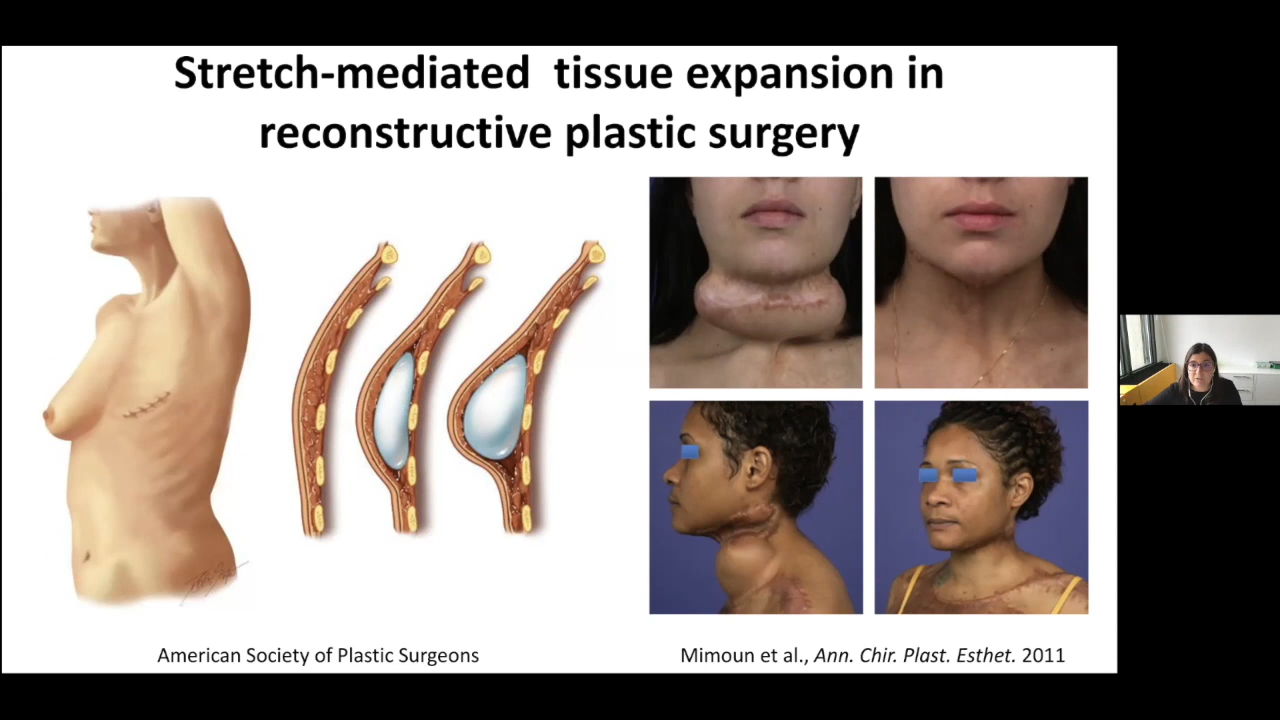 Stretch-mediated tissue expansion in
reconstructive plastic surgery
American Society of Plastic Surgeons
Mimoun et al., Ann. Chir. Plast. Esthet. 2011